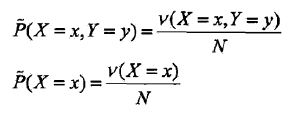 P̃(X = x, Y = y) = ν(X = x, Y = y) / N
P̃(X = x) = ν(X = x) / N